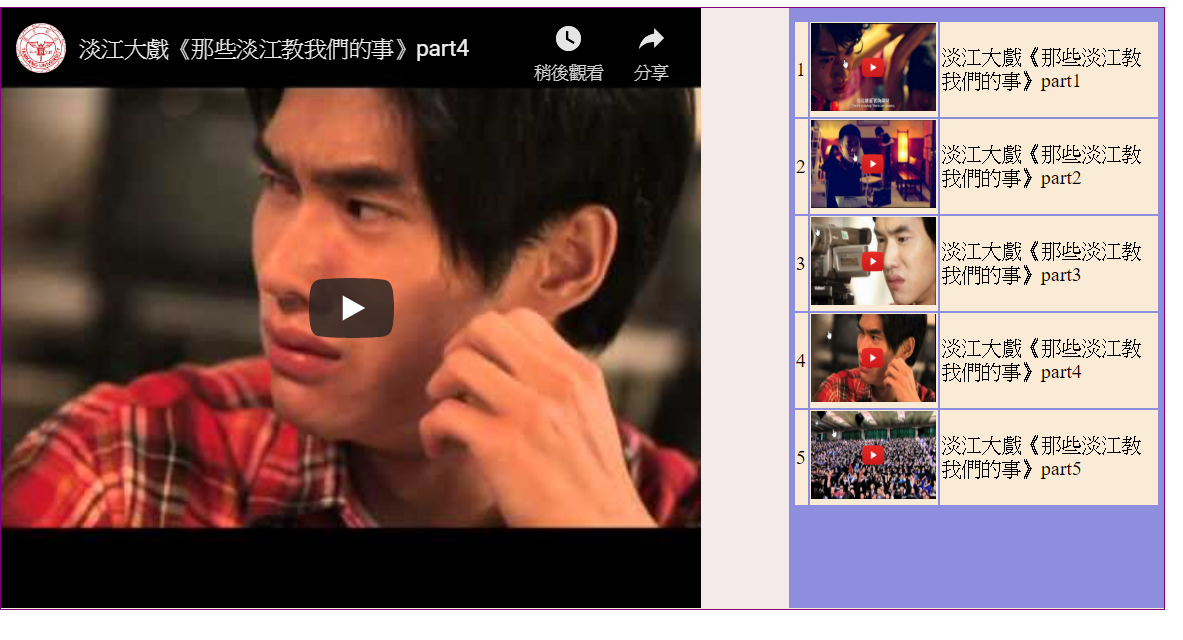 淡江大戲《那些淡江教我們的事》part4
稍後觀看
分享
1
淡江大戲《那些淡江教
我們的事》part1
2
淡江大戲《那些淡江教
我們的事》part2
3
淡江大戲《那些淡江教
我們的事》part3
4
淡江大戲《那些淡江教
我們的事》part4
5
淡江大戲《那些淡江教
我們的事》part5